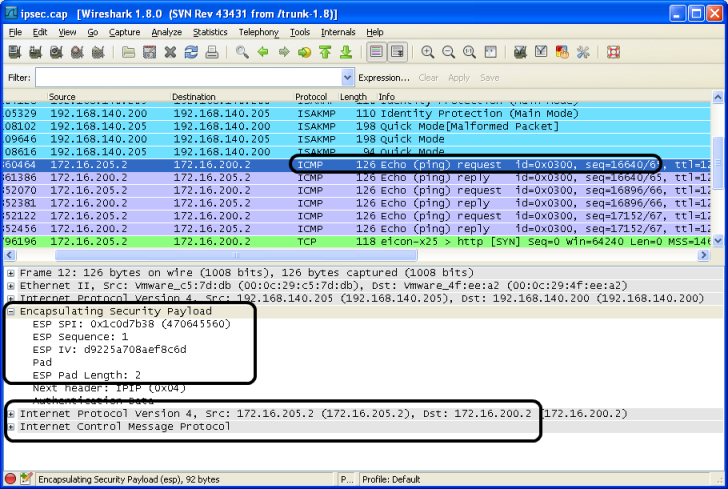 ipsec.cap   [Wireshark 1.8.0  (SVN Rev 43431 from /trunk-1.8)]
File Edit View Go Capture Analyze Statistics Telephony Tools Internals Help
Filter: Expression... Clear Apply Save
Source Destination Protocol Length Info
Identity Protection (Main Mode)
05329 192.168.140.200 192.168.140.205 ISAKMP 110 Identity Protection (Main Mode)
08102 192.168.140.205 192.168.140.200 ISAKMP 198 Quick Mode[Malformed Packet]
09646 192.168.140.200 192.168.140.205 ISAKMP 198 Quick Mode
08616 192.168.140.205 192.168.140.200 ISAKMP 94 Quick Mode
60464 172.16.205.2 172.16.200.2 ICMP 126 Echo (ping) request id=0x0300, seq=16640/65, ttl=12
61386 172.16.200.2 172.16.205.2 ICMP 126 Echo (ping) reply id=0x0300, seq=16640/65, ttl=12
52070 172.16.205.2 172.16.200.2 ICMP 126 Echo (ping) request id=0x0300, seq=16896/66, ttl=12
52381 172.16.200.2 172.16.205.2 ICMP 126 Echo (ping) reply id=0x0300, seq=16896/66, ttl=12
52122 172.16.205.2 172.16.200.2 ICMP 126 Echo (ping) request id=0x0300, seq=17152/67, ttl=12
52456 172.16.200.2 172.16.205.2 ICMP 126 Echo (ping) reply id=0x0300, seq=17152/67, ttl=12
796196 172.16.205.2 172.16.200.2 TCP 118 eicon-x25 > http [SYN] Seq=0 Win=64240 Len=0 MSS=146
Frame 12: 126 bytes on wire (1008 bits), 126 bytes captured (1008 bits)
Ethernet II, Src: Vmware_c5:7d:db (00:0c:29:c5:7d:db), Dst: Vmware_4f:ee:a2 (00:0c:29:4f:ee:a2)
Internet Protocol Version 4, Src: 192.168.140.205 (192.168.140.205), Dst: 192.168.140.200 (192.168.140.200)
Encapsulating Security Payload
ESP SPI: 0x1c0d7b38 (470645560)
ESP Sequence: 1
ESP IV: d9225a708aef8c6d
Pad
ESP Pad Length: 2
Next header: IPIP (0x04)
Authentication Data
Internet Protocol Version 4, Src: 172.16.205.2 (172.16.205.2), Dst: 172.16.200.2 (172.16.200.2)
Internet Control Message Protocol
Encapsulating Security Payload (esp), 92 bytes P... Profile: Default